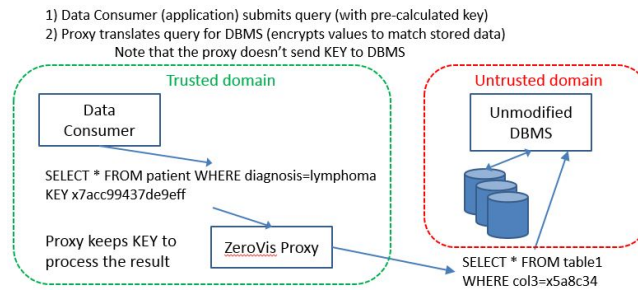 1) Data Consumer (application) submits query (with pre-calculated key)
2) Proxy translates query for DBMS (encrypts values to match stored data)
Note that the proxy doesn't send KEY to DBMS
Trusted domain
Data
Consumer
SELECT * FROM patient WHERE diagnosis=lymphoma
KEY x7acc99437de9eff
Proxy keeps KEY to
process the result
ZeroVis Proxy
Untrusted domain
Unmodified
DBMS
SELECT * FROM table1
WHERE col3=x5a8c34